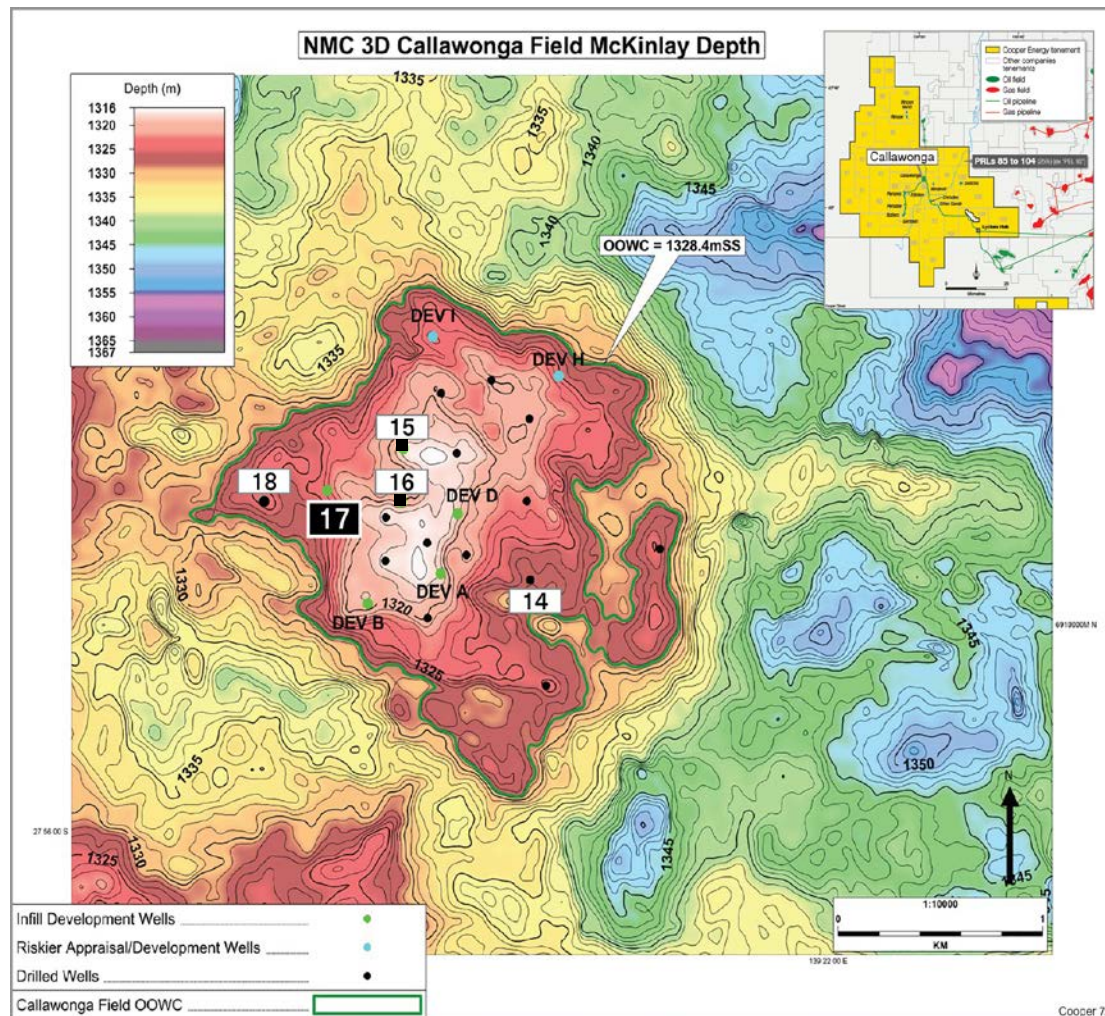 NMC 3D Callawonga Field McKinlay Depth
Depth (m)
1316
1320
1325
1330
1335
1340
1345
1350
1355
1360
1365
1367
Cooper Energy tenement
Other companies tenements
Oil field
Gas field
Oil pipeline
Gas pipeline
Callawonga
PRLs 85 to 104
1335
1335
1340
1345
1340
OOWC = 1328.4mSS
DEV I
DEV H
1335
15
18
16
DEV D
17
DEV A
14
1330
1320
DEV B
1345
6910000M N
1325
1335
1350
27 56 00 S
1325
1330
1345
N
1345
1:10000
0
1
KM
139 22 00 E
Infill Development Wells
Riskier Appraisal/Development Wells
Drilled Wells
Callawonga Field OOWC
Cooper 7